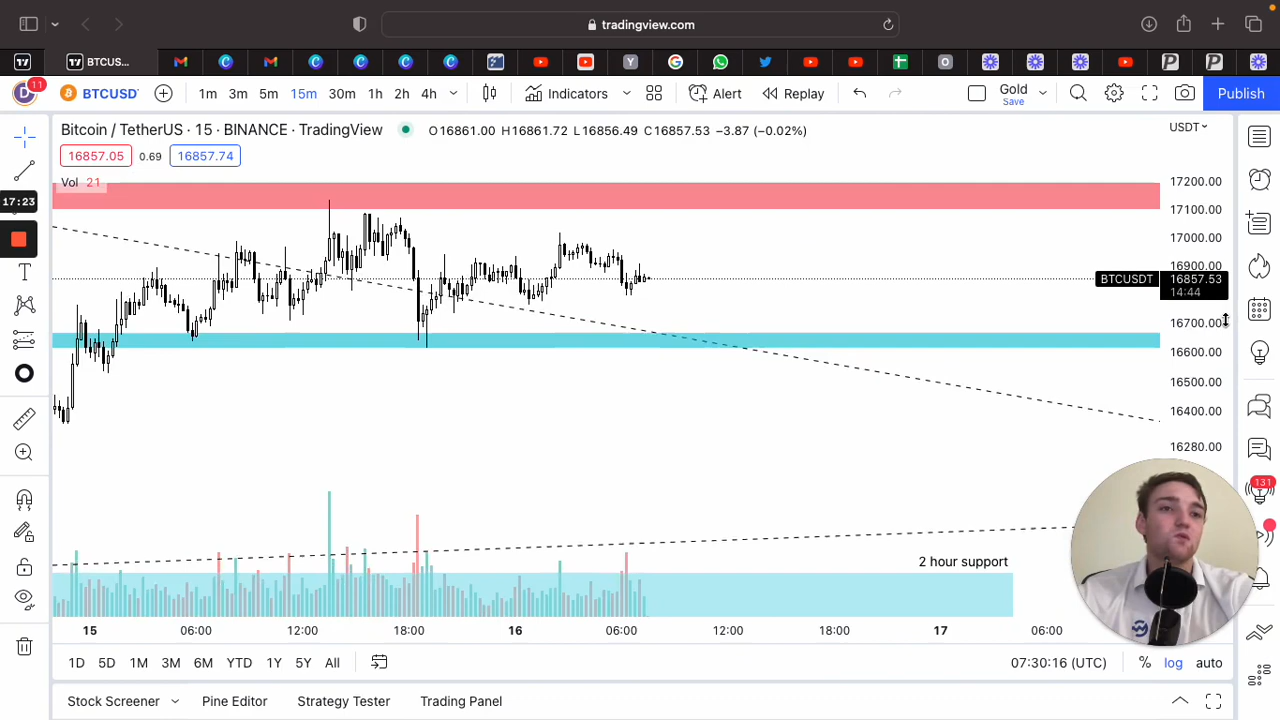 tradingview.com
BTCUS...
11
BTCUSD
1m 3m 5m 15m 30m 1h 2h 4h
Indicators
Alert
Replay
Gold
Save
Publish
Bitcoin / TetherUS · 15 · BINANCE · TradingView
O16861.00 H16861.72 L16856.49 C16857.53 −3.87 (−0.02%)
USDT
16857.05 0.69 16857.74
Vol 21
17:23
17200.00
17100.00
17000.00
16900.00
BTCUSDT 16857.53
14:44
16700.00
16600.00
16500.00
16400.00
16280.00
131
2 hour support
15 06:00 12:00 18:00 16 06:00 12:00 18:00 17 06:00
1D 5D 1M 3M 6M YTD 1Y 5Y All
07:30:16 (UTC) % log auto
Stock Screener Pine Editor Strategy Tester Trading Panel